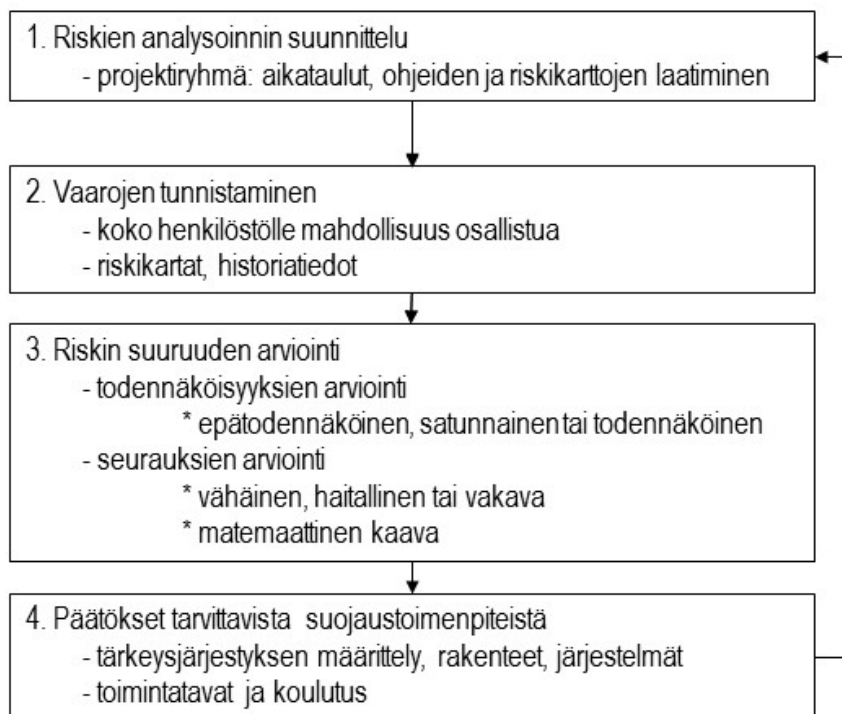 1. Riskien analysoinnin suunnittelu
- projektiryhmä: aikataulut, ohjeiden ja riskikarttojen laatiminen
2. Vaarojen tunnistaminen
- koko henkilöstölle mahdollisuus osallistua
- riskikartat, historiatiedot
3. Riskin suuruuden arviointi
- todennäköisyyksien arviointi
* epätodennäköinen, satunnainen tai todennäköinen
- seurauksien arviointi
* vähäinen, haitallinen tai vakava
* matemaattinen kaava
4. Päätökset tarvittavista suojaustoimenpiteistä
- tärkeysjärjestyksen määrittely, rakenteet, järjestelmät
- toimintatavat ja koulutus